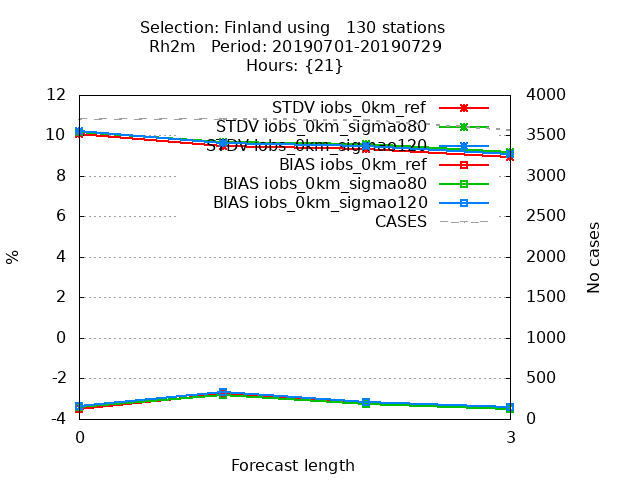 Selection: Finland using   130 stations
Rh2m   Period: 20190701-20190729
Hours: {21}
12
10
8
6
4
2
0
-2
-4
%
4000
3500
3000
2500
2000
1500
1000
500
0
No cases
STDV iobs_0km_ref
STDV iobs_0km_sigmao80
STDV iobs_0km_sigmao120
BIAS iobs_0km_ref
BIAS iobs_0km_sigmao80
BIAS iobs_0km_sigmao120
CASES
0
3
Forecast length